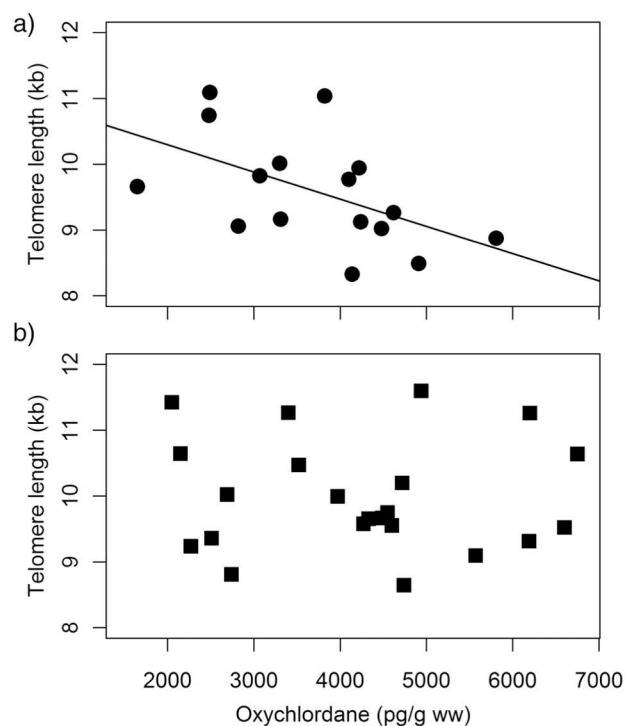 a)
12
11
10
9
8
Telomere length (kb)
b)
12
11
10
9
8
Telomere length (kb)
2000 3000 4000 5000 6000 7000
Oxychlordane (pg/g ww)